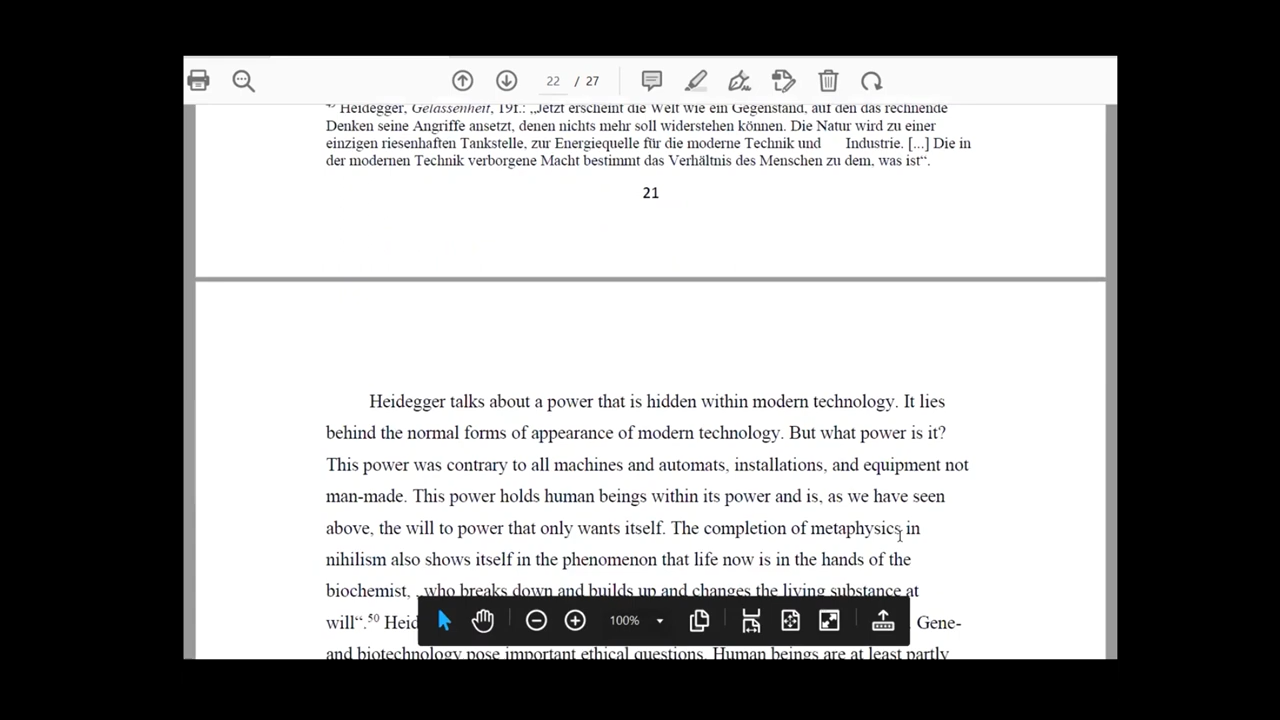 22 / 27
49 Heidegger, Gelassenheit, 19f.: „Jetzt erscheint die Welt wie ein Gegenstand, auf den das rechnende
Denken seine Angriffe ansetzt, denen nichts mehr soll widerstehen können. Die Natur wird zu einer
einzigen riesenhaften Tankstelle, zur Energiequelle für die moderne Technik und Industrie. [...] Die in
der modernen Technik verborgene Macht bestimmt das Verhältnis des Menschen zu dem, was ist“.
21
Heidegger talks about a power that is hidden within modern technology. It lies
behind the normal forms of appearance of modern technology. But what power is it?
This power was contrary to all machines and automats, installations, and equipment not
man-made. This power holds human beings within its power and is, as we have seen
above, the will to power that only wants itself. The completion of metaphysics in
nihilism also shows itself in the phenomenon that life now is in the hands of the
biochemist, , who breaks down and builds up and changes the living substance at
will“.50 Heid Gene-
100%
and biotechnology pose important ethical questions. Human beings are at least partly